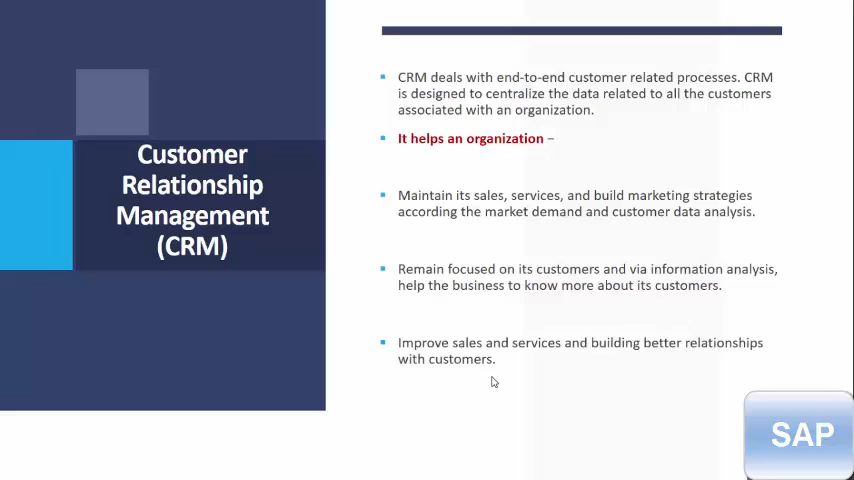 Customer
Relationship
Management
(CRM)
CRM deals with end-to-end customer related processes. CRM
is designed to centralize the data related to all the customers
associated with an organization.
It helps an organization –
Maintain its sales, services, and build marketing strategies
according the market demand and customer data analysis.
Remain focused on its customers and via information analysis,
help the business to know more about its customers.
Improve sales and services and building better relationships
with customers.
SAP